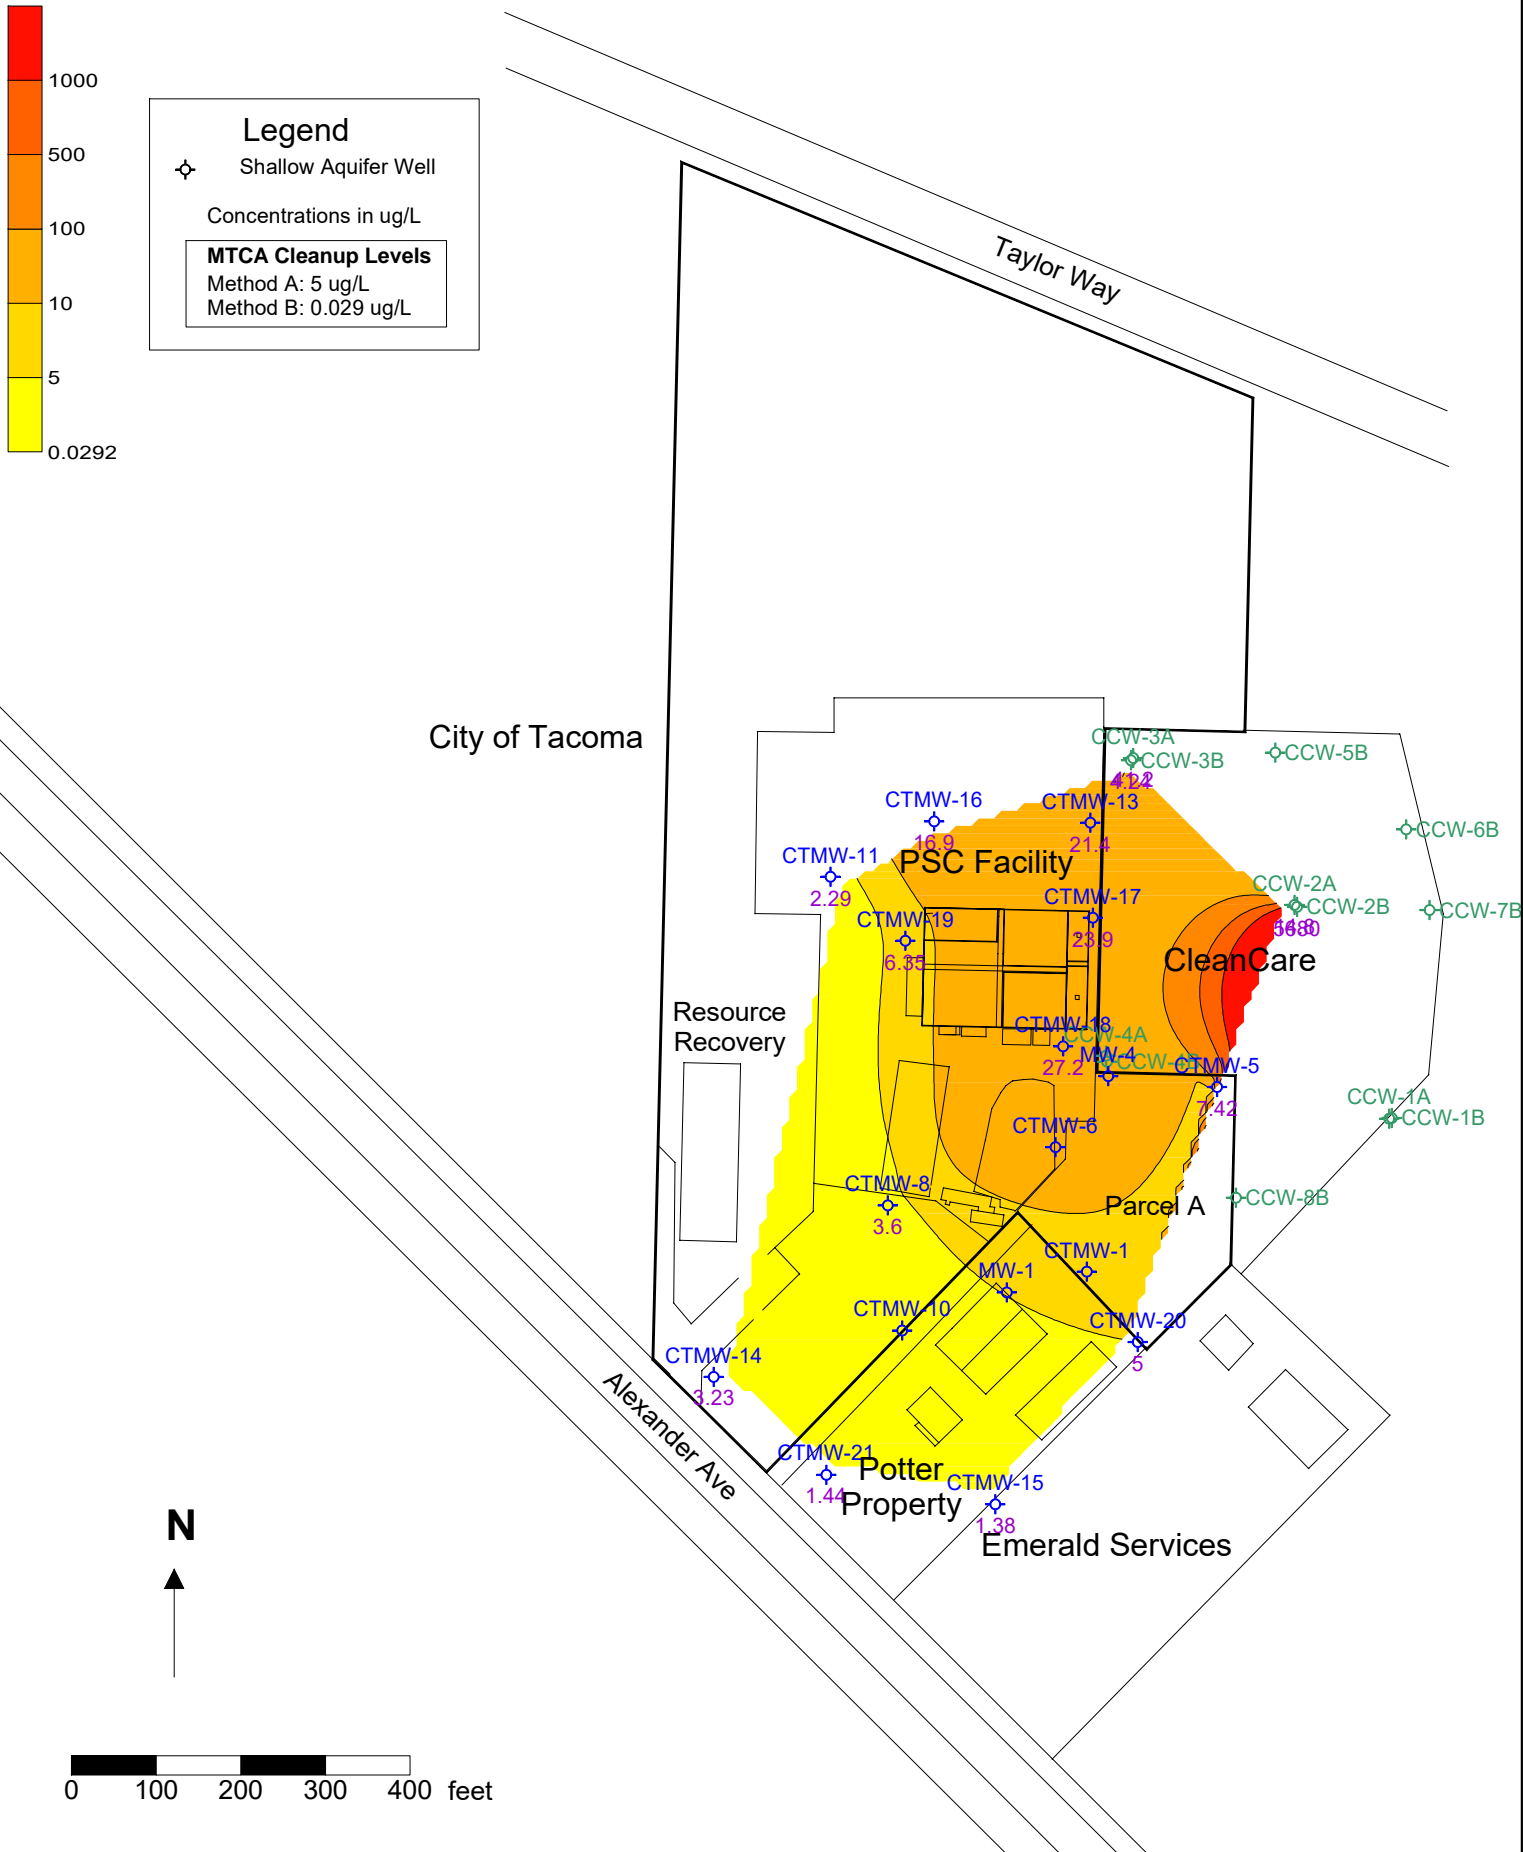 1000
500
100
10
5
0.0292
Legend
Shallow Aquifer Well
Concentrations in ug/L
MTCA Cleanup Levels
Method A: 5 ug/L
Method B: 0.029 ug/L
Taylor Way
City of Tacoma
CCW-3A
CCW-3B
CCW-5B
CTMW-16
16.9
CTMW-13
21.4
CCW-6B
CTMW-11
2.29
PSC Facility
CCW-2A
CCW-2B
CCW-7B
CTMW-17
23.9
CTMW-19
6.35
CleanCare
Resource
Recovery
CTMW-18
27.2
CCW-4A
CCW-4B
MW-4
CTMW-5
7.42
CCW-1A
CCW-1B
CTMW-6
CTMW-8
3.6
Parcel A
CCW-8B
CTMW-1
MW-1
CTMW-10
CTMW-20
5
CTMW-14
3.23
Alexander Ave
CTMW-21
1.44
Potter
Property
CTMW-15
1.38
Emerald Services
N
0 100 200 300 400 feet